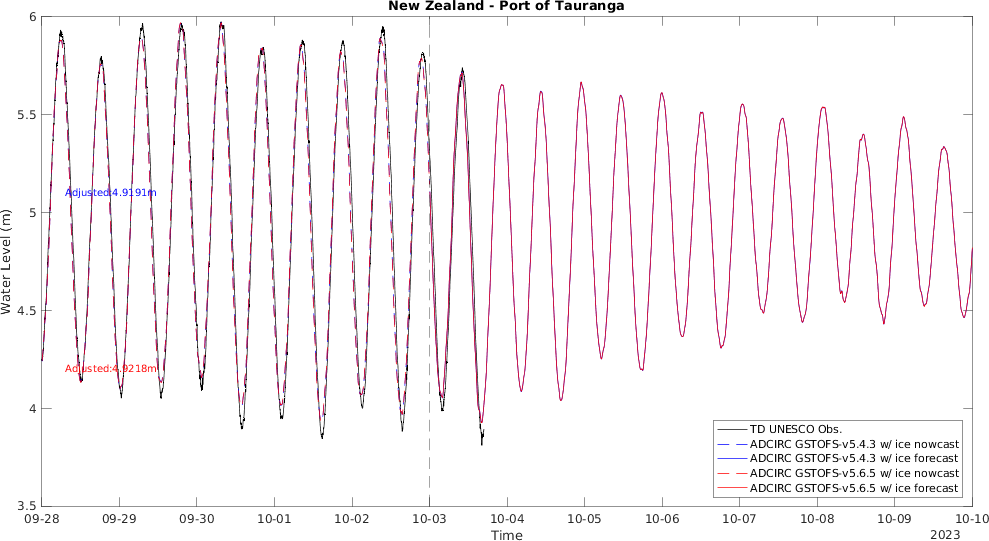 New Zealand - Port of Tauranga
6
5.5
5
4.5
4
3.5
Water Level (m)
Adjusted:4.9191m
Adjusted:4.9218m
TD UNESCO Obs.
ADCIRC GSTOFS-v5.4.3 w/ ice nowcast
ADCIRC GSTOFS-v5.4.3 w/ ice forecast
ADCIRC GSTOFS-v5.6.5 w/ ice nowcast
ADCIRC GSTOFS-v5.6.5 w/ ice forecast
09-28 09-29 09-30 10-01 10-02 10-03 10-04 10-05 10-06 10-07 10-08 10-09 10-10
Time
2023